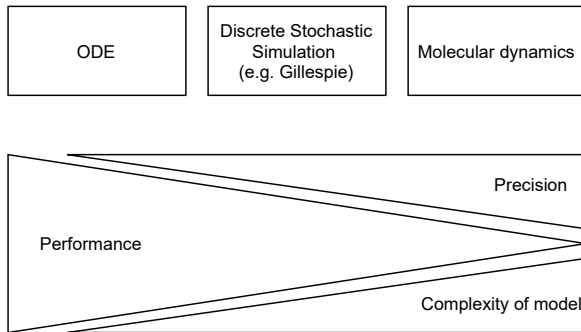 ODE
Discrete Stochastic
Simulation
(e.g. Gillespie)
Molecular dynamics
Precision
Performance
Complexity of model